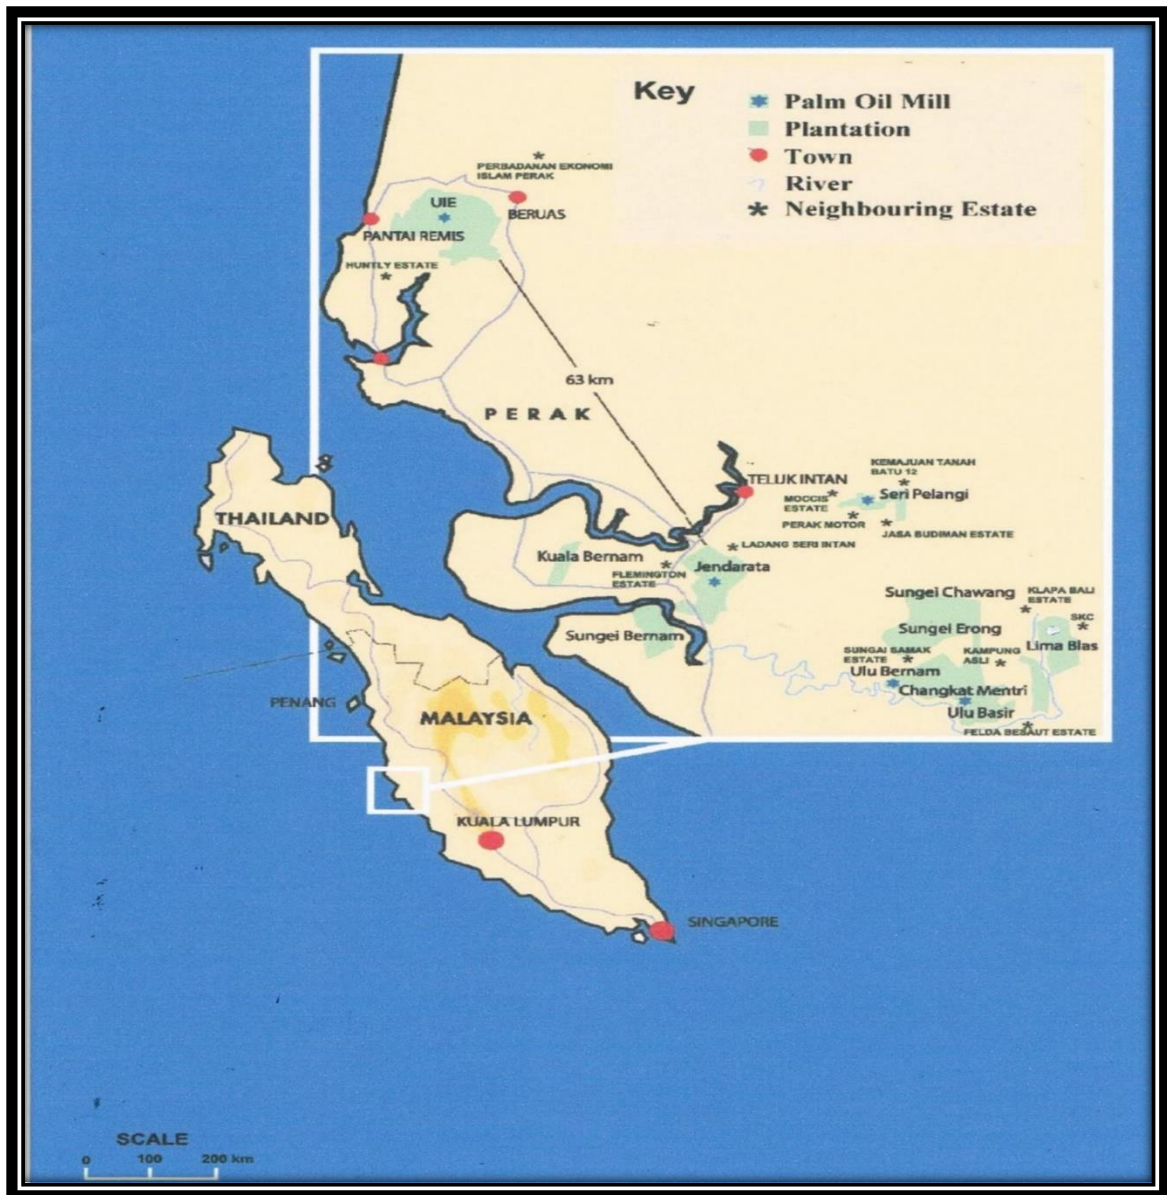 Key
Palm Oil Mill
Plantation
Town
River
Neighbouring Estate
PERBADANAN EKONOMI
ISLAM PERAK
UIE
BERUAS
PANTAI REMIS
HUNTLY ESTATE
63 km
PERAK
KEMAJUAN TANAH
BATU 12
TELUK INTAN
Seri Pelangi
MOCCIS
ESTATE
PERAK MOTOR
JASA BUDIMAN ESTATE
LADANG SERI INTAN
Kuala Bernam
Jendarata
FLEMINGTON
ESTATE
Sungei Chawang
KLAPA BALI
ESTATE
SKC
Sungei Bernam
Sungei Erong
Lima Blas
SUNGAI SAMAK
ESTATE
KAMPUNG
ASLI
Ulu Bernam
Changkat Mentri
Ulu Basir
FELDA BESAUT ESTATE
THAILAND
PENANG
MALAYSIA
KUALA LUMPUR
SINGAPORE
SCALE
0 100 200 km